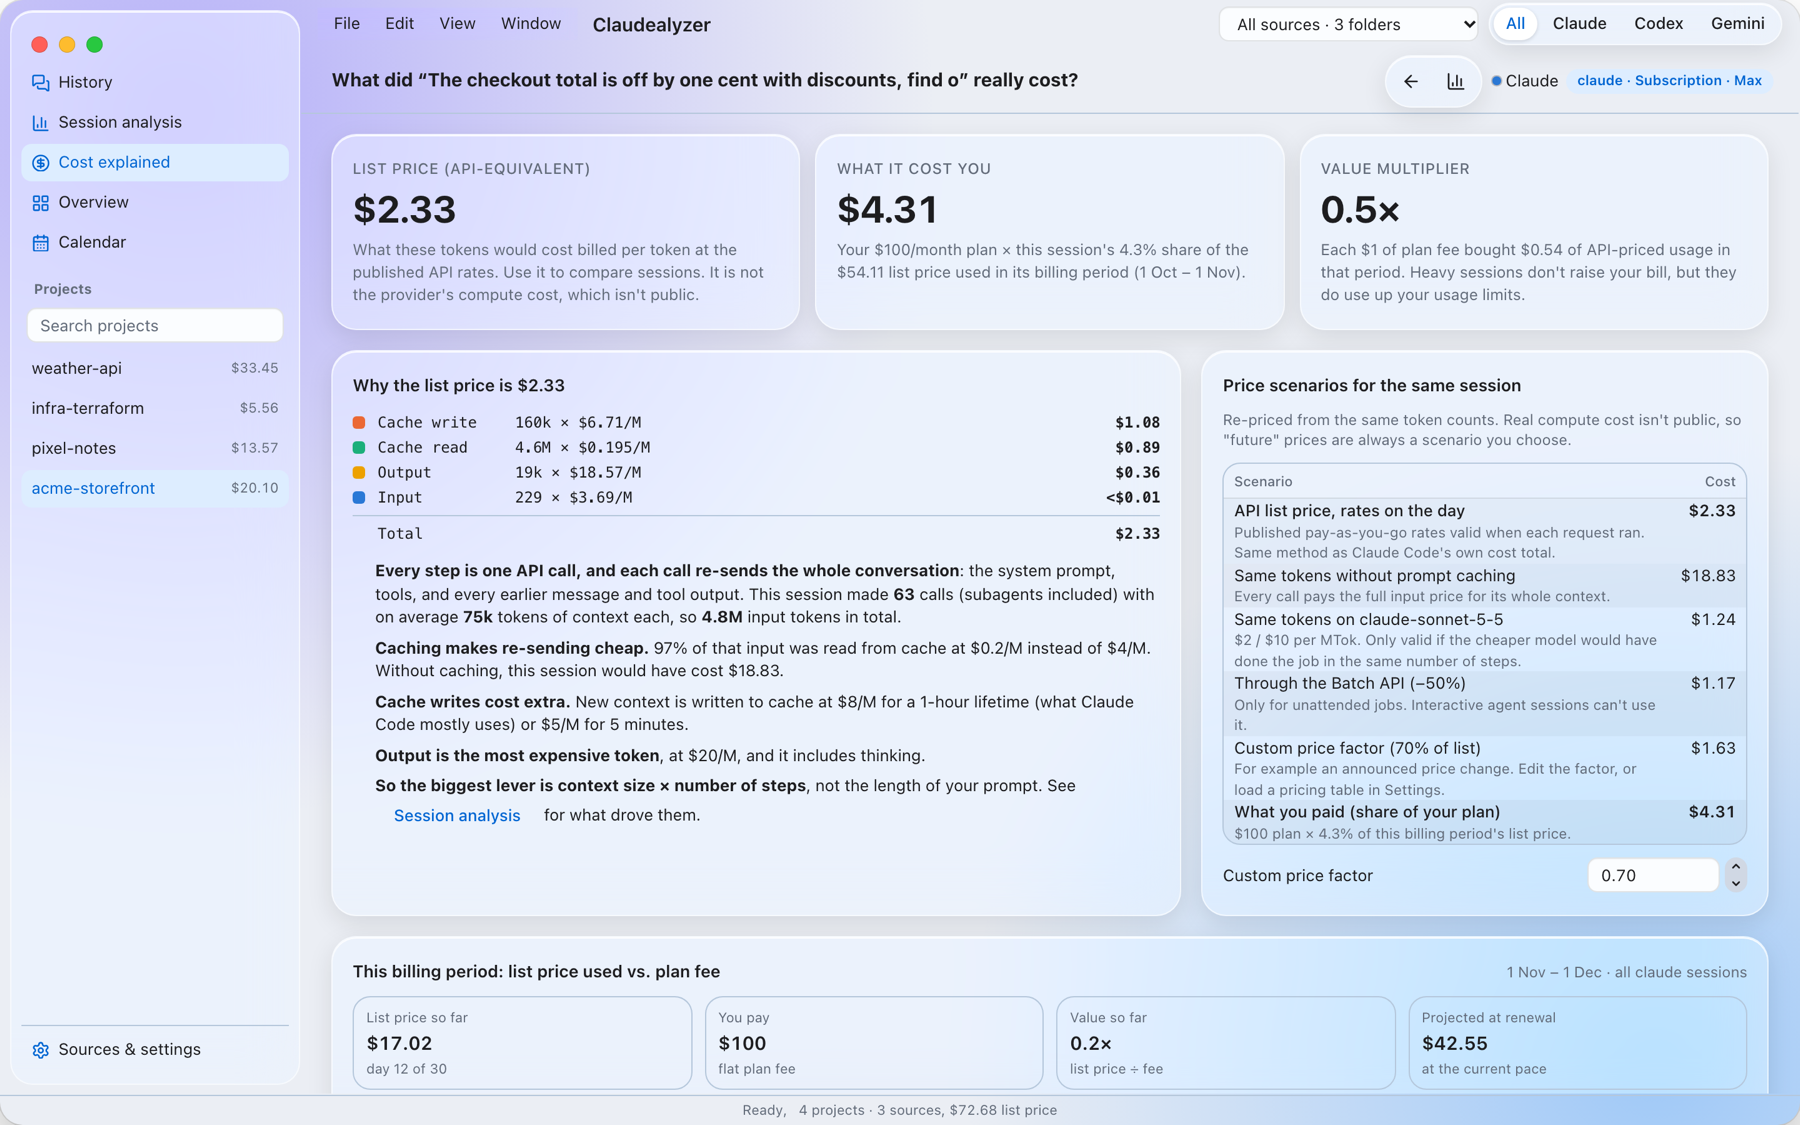 File Edit View Window Claudealyzer
All sources · 3 folders
All Claude Codex Gemini
History
Session analysis
Cost explained
Overview
Calendar
Projects
Search projects
weather-api $33.45
infra-terraform $5.56
pixel-notes $13.57
acme-storefront $20.10
Sources & settings
What did “The checkout total is off by one cent with discounts, find o” really cost?
Claude claude · Subscription · Max
LIST PRICE (API-EQUIVALENT)
$2.33
What these tokens would cost billed per token at the
published API rates. Use it to compare sessions. It is not
the provider's compute cost, which isn't public.
WHAT IT COST YOU
$4.31
Your $100/month plan × this session's 4.3% share of the
$54.11 list price used in its billing period (1 Oct – 1 Nov).
VALUE MULTIPLIER
0.5×
Each $1 of plan fee bought $0.54 of API-priced usage in
that period. Heavy sessions don't raise your bill, but they
do use up your usage limits.
Why the list price is $2.33
Cache write 160k × $6.71/M $1.08
Cache read 4.6M × $0.195/M $0.89
Output 19k × $18.57/M $0.36
Input 229 × $3.69/M <$0.01
Total $2.33
Every step is one API call, and each call re-sends the whole conversation: the system prompt,
tools, and every earlier message and tool output. This session made 63 calls (subagents included) with
on average 75k tokens of context each, so 4.8M input tokens in total.
Caching makes re-sending cheap. 97% of that input was read from cache at $0.2/M instead of $4/M.
Without caching, this session would have cost $18.83.
Cache writes cost extra. New context is written to cache at $8/M for a 1-hour lifetime (what Claude
Code mostly uses) or $5/M for 5 minutes.
Output is the most expensive token, at $20/M, and it includes thinking.
So the biggest lever is context size × number of steps, not the length of your prompt. See
Session analysis for what drove them.
Price scenarios for the same session
Re-priced from the same token counts. Real compute cost isn't public, so
"future" prices are always a scenario you choose.
Scenario Cost
API list price, rates on the day $2.33
Published pay-as-you-go rates valid when each request ran.
Same method as Claude Code's own cost total.
Same tokens without prompt caching $18.83
Every call pays the full input price for its whole context.
Same tokens on claude-sonnet-5-5 $1.24
$2 / $10 per MTok. Only valid if the cheaper model would have
done the job in the same number of steps.
Through the Batch API (−50%) $1.17
Only for unattended jobs. Interactive agent sessions can't use
it.
Custom price factor (70% of list) $1.63
For example an announced price change. Edit the factor, or
load a pricing table in Settings.
What you paid (share of your plan) $4.31
$100 plan × 4.3% of this billing period's list price.
Custom price factor 0.70
This billing period: list price used vs. plan fee 1 Nov – 1 Dec · all claude sessions
List price so far
$17.02
day 12 of 30
You pay
$100
flat plan fee
Value so far
0.2×
list price ÷ fee
Projected at renewal
$42.55
at the current pace
Ready, 4 projects · 3 sources, $72.68 list price